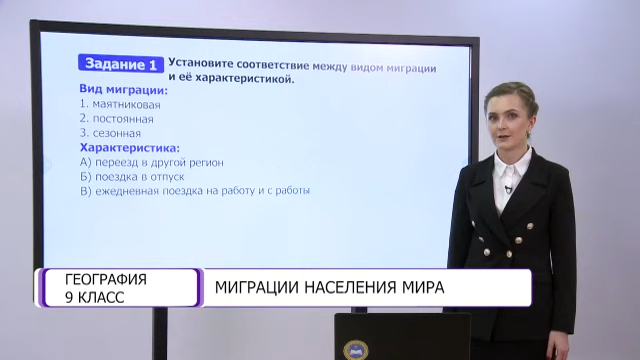 Задание 1 Установите соответствие между видом миграции
и её характеристикой.
Вид миграции:
1. маятниковая
2. постоянная
3. сезонная
Характеристика:
А) переезд в другой регион
Б) поездка в отпуск
В) ежедневная поездка на работу и с работы
ГЕОГРАФИЯ
9 КЛАСС
МИГРАЦИИ НАСЕЛЕНИЯ МИРА